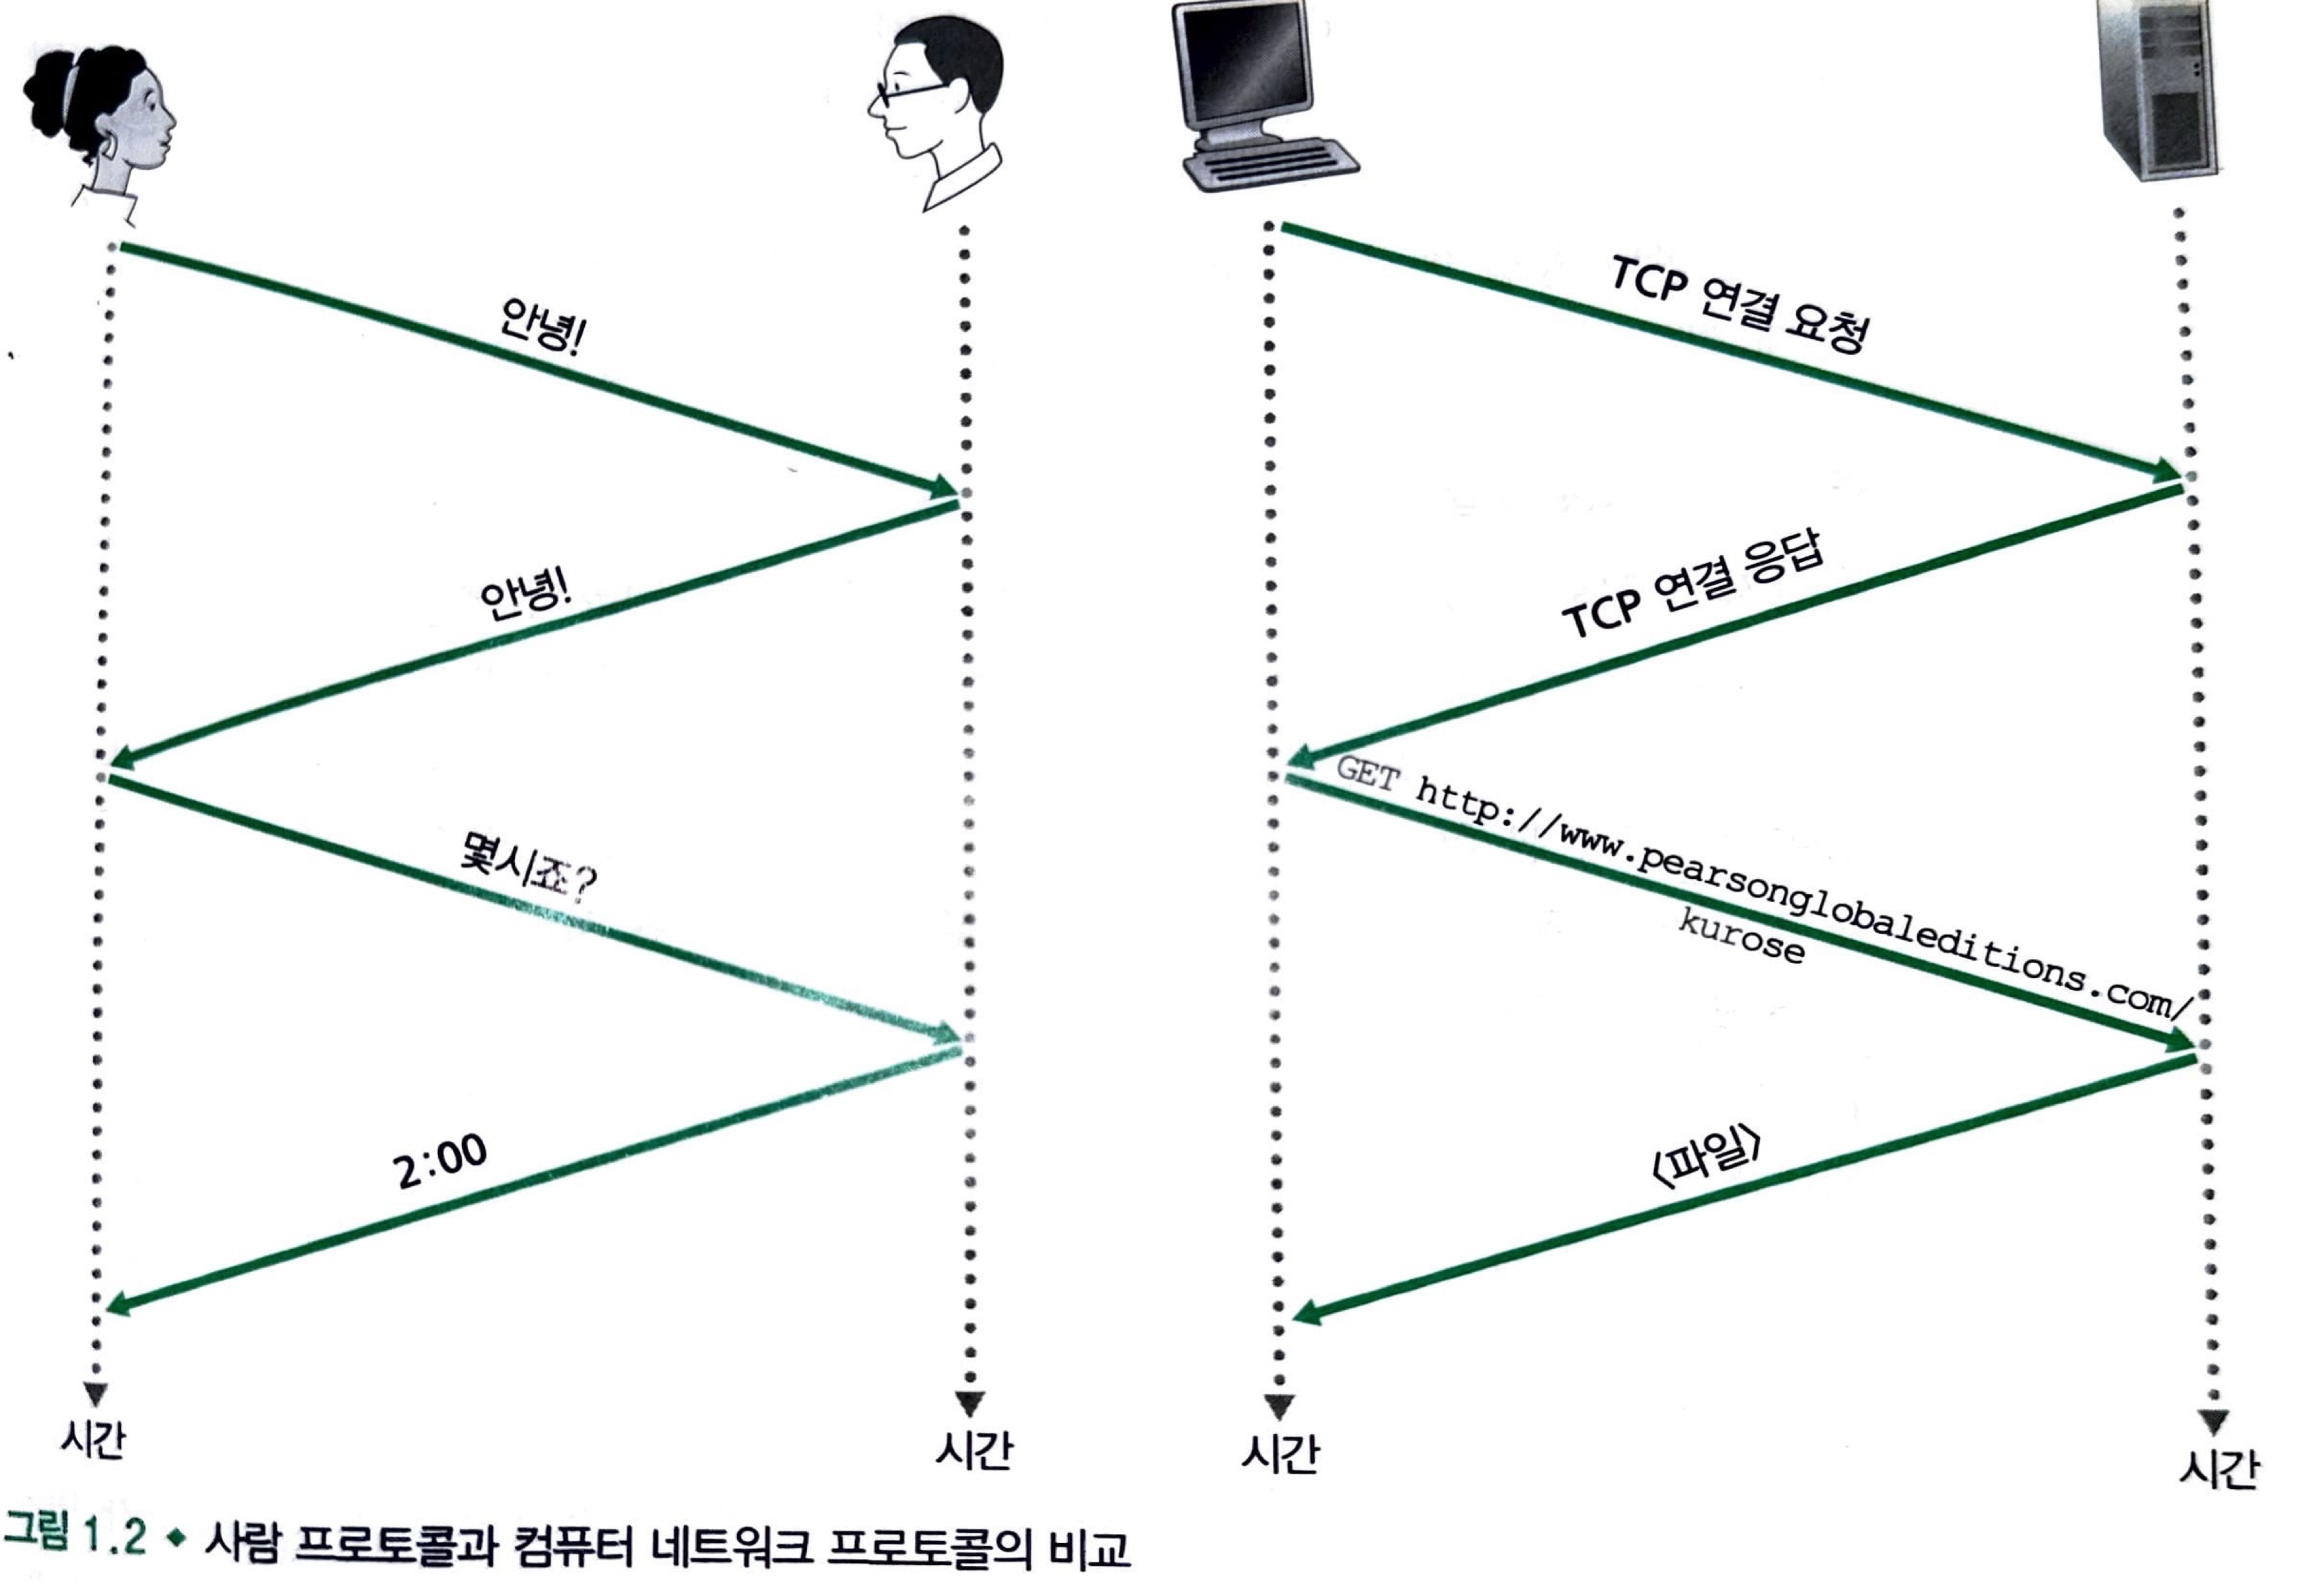 안녕!
안녕!
몇시죠?
2:00
시간
시간
TCP 연결 요청
TCP 연결 응답
GET http://www.pearsonglobaleditions.com/
kurose
<파일>
시간
시간
그림 1.2 ◆ 사람 프로토콜과 컴퓨터 네트워크 프로토콜의 비교